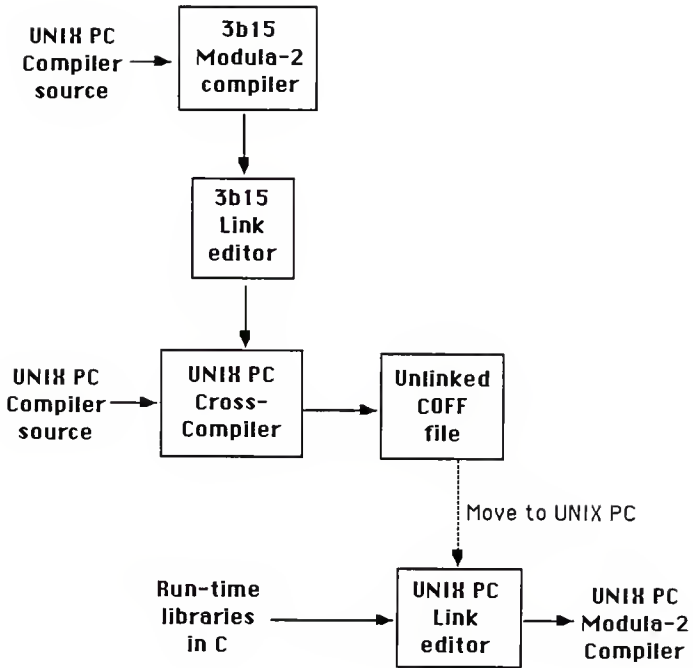 UNIX PC
Compiler
source
3b15
Modula-2
compiler
3b15
Link
editor
UNIX PC
Compiler
source
UNIX PC
Cross-
Compiler
Unlinked
COFF
file
Move to UNIX PC
Run-time
libraries
in C
UNIX PC
Link
editor
UNIX PC
Modula-2
Compiler